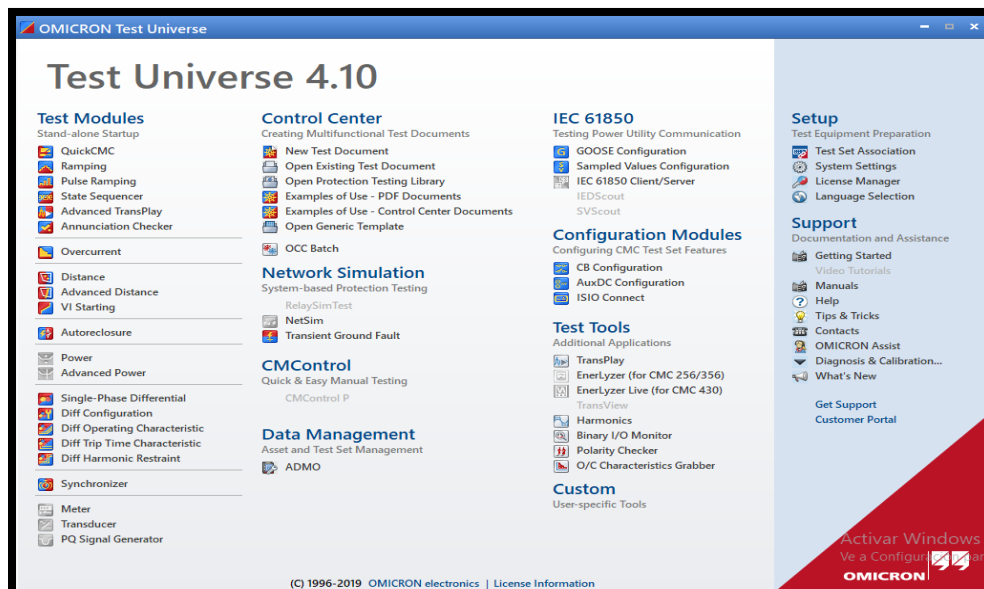 OMICRON Test Universe
Test Universe 4.10
Test Modules
Stand-alone Startup
QuickCMC
Ramping
Pulse Ramping
State Sequencer
Advanced TransPlay
Annunciation Checker
Overcurrent
Distance
Advanced Distance
VI Starting
Autoreclosure
Power
Advanced Power
Single-Phase Differential
Diff Configuration
Diff Operating Characteristic
Diff Trip Time Characteristic
Diff Harmonic Restraint
Synchronizer
Meter
Transducer
PQ Signal Generator
Control Center
Creating Multifunctional Test Documents
New Test Document
Open Existing Test Document
Open Protection Testing Library
Examples of Use - PDF Documents
Examples of Use - Control Center Documents
Open Generic Template
OCC Batch
Network Simulation
System-based Protection Testing
RelaySimTest
NetSim
Transient Ground Fault
CMControl
Quick & Easy Manual Testing
CMControl P
Data Management
Asset and Test Set Management
ADMO
IEC 61850
Testing Power Utility Communication
GOOSE Configuration
Sampled Values Configuration
IEC 61850 Client/Server
IEDScout
SVScout
Configuration Modules
Configuring CMC Test Set Features
CB Configuration
AuxDC Configuration
ISIO Connect
Test Tools
Additional Applications
TransPlay
EnerLyzer (for CMC 256/356)
EnerLyzer Live (for CMC 430)
TransView
Harmonics
Binary I/O Monitor
Polarity Checker
O/C Characteristics Grabber
Custom
User-specific Tools
Setup
Test Equipment Preparation
Test Set Association
System Settings
License Manager
Language Selection
Support
Documentation and Assistance
Getting Started
Video Tutorials
Manuals
Help
Tips & Tricks
Contacts
OMICRON Assist
Diagnosis & Calibration...
What's New
Get Support
Customer Portal
Activar Windows
Ve a Configuración
OMICRON
(C) 1996-2019 OMICRON electronics | License Information